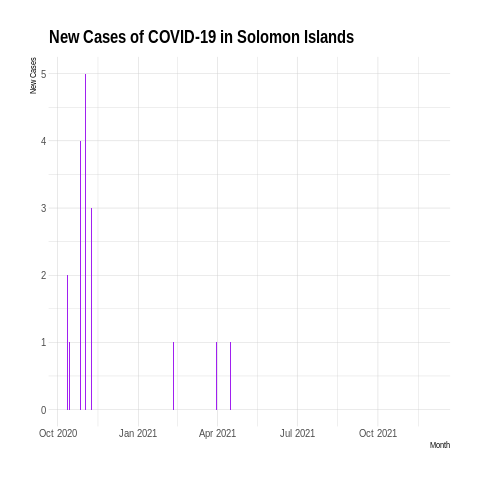 New Cases of COVID-19 in Solomon Islands
New Cases
5
4
3
2
1
0
Oct 2020 Jan 2021 Apr 2021 Jul 2021 Oct 2021
Month